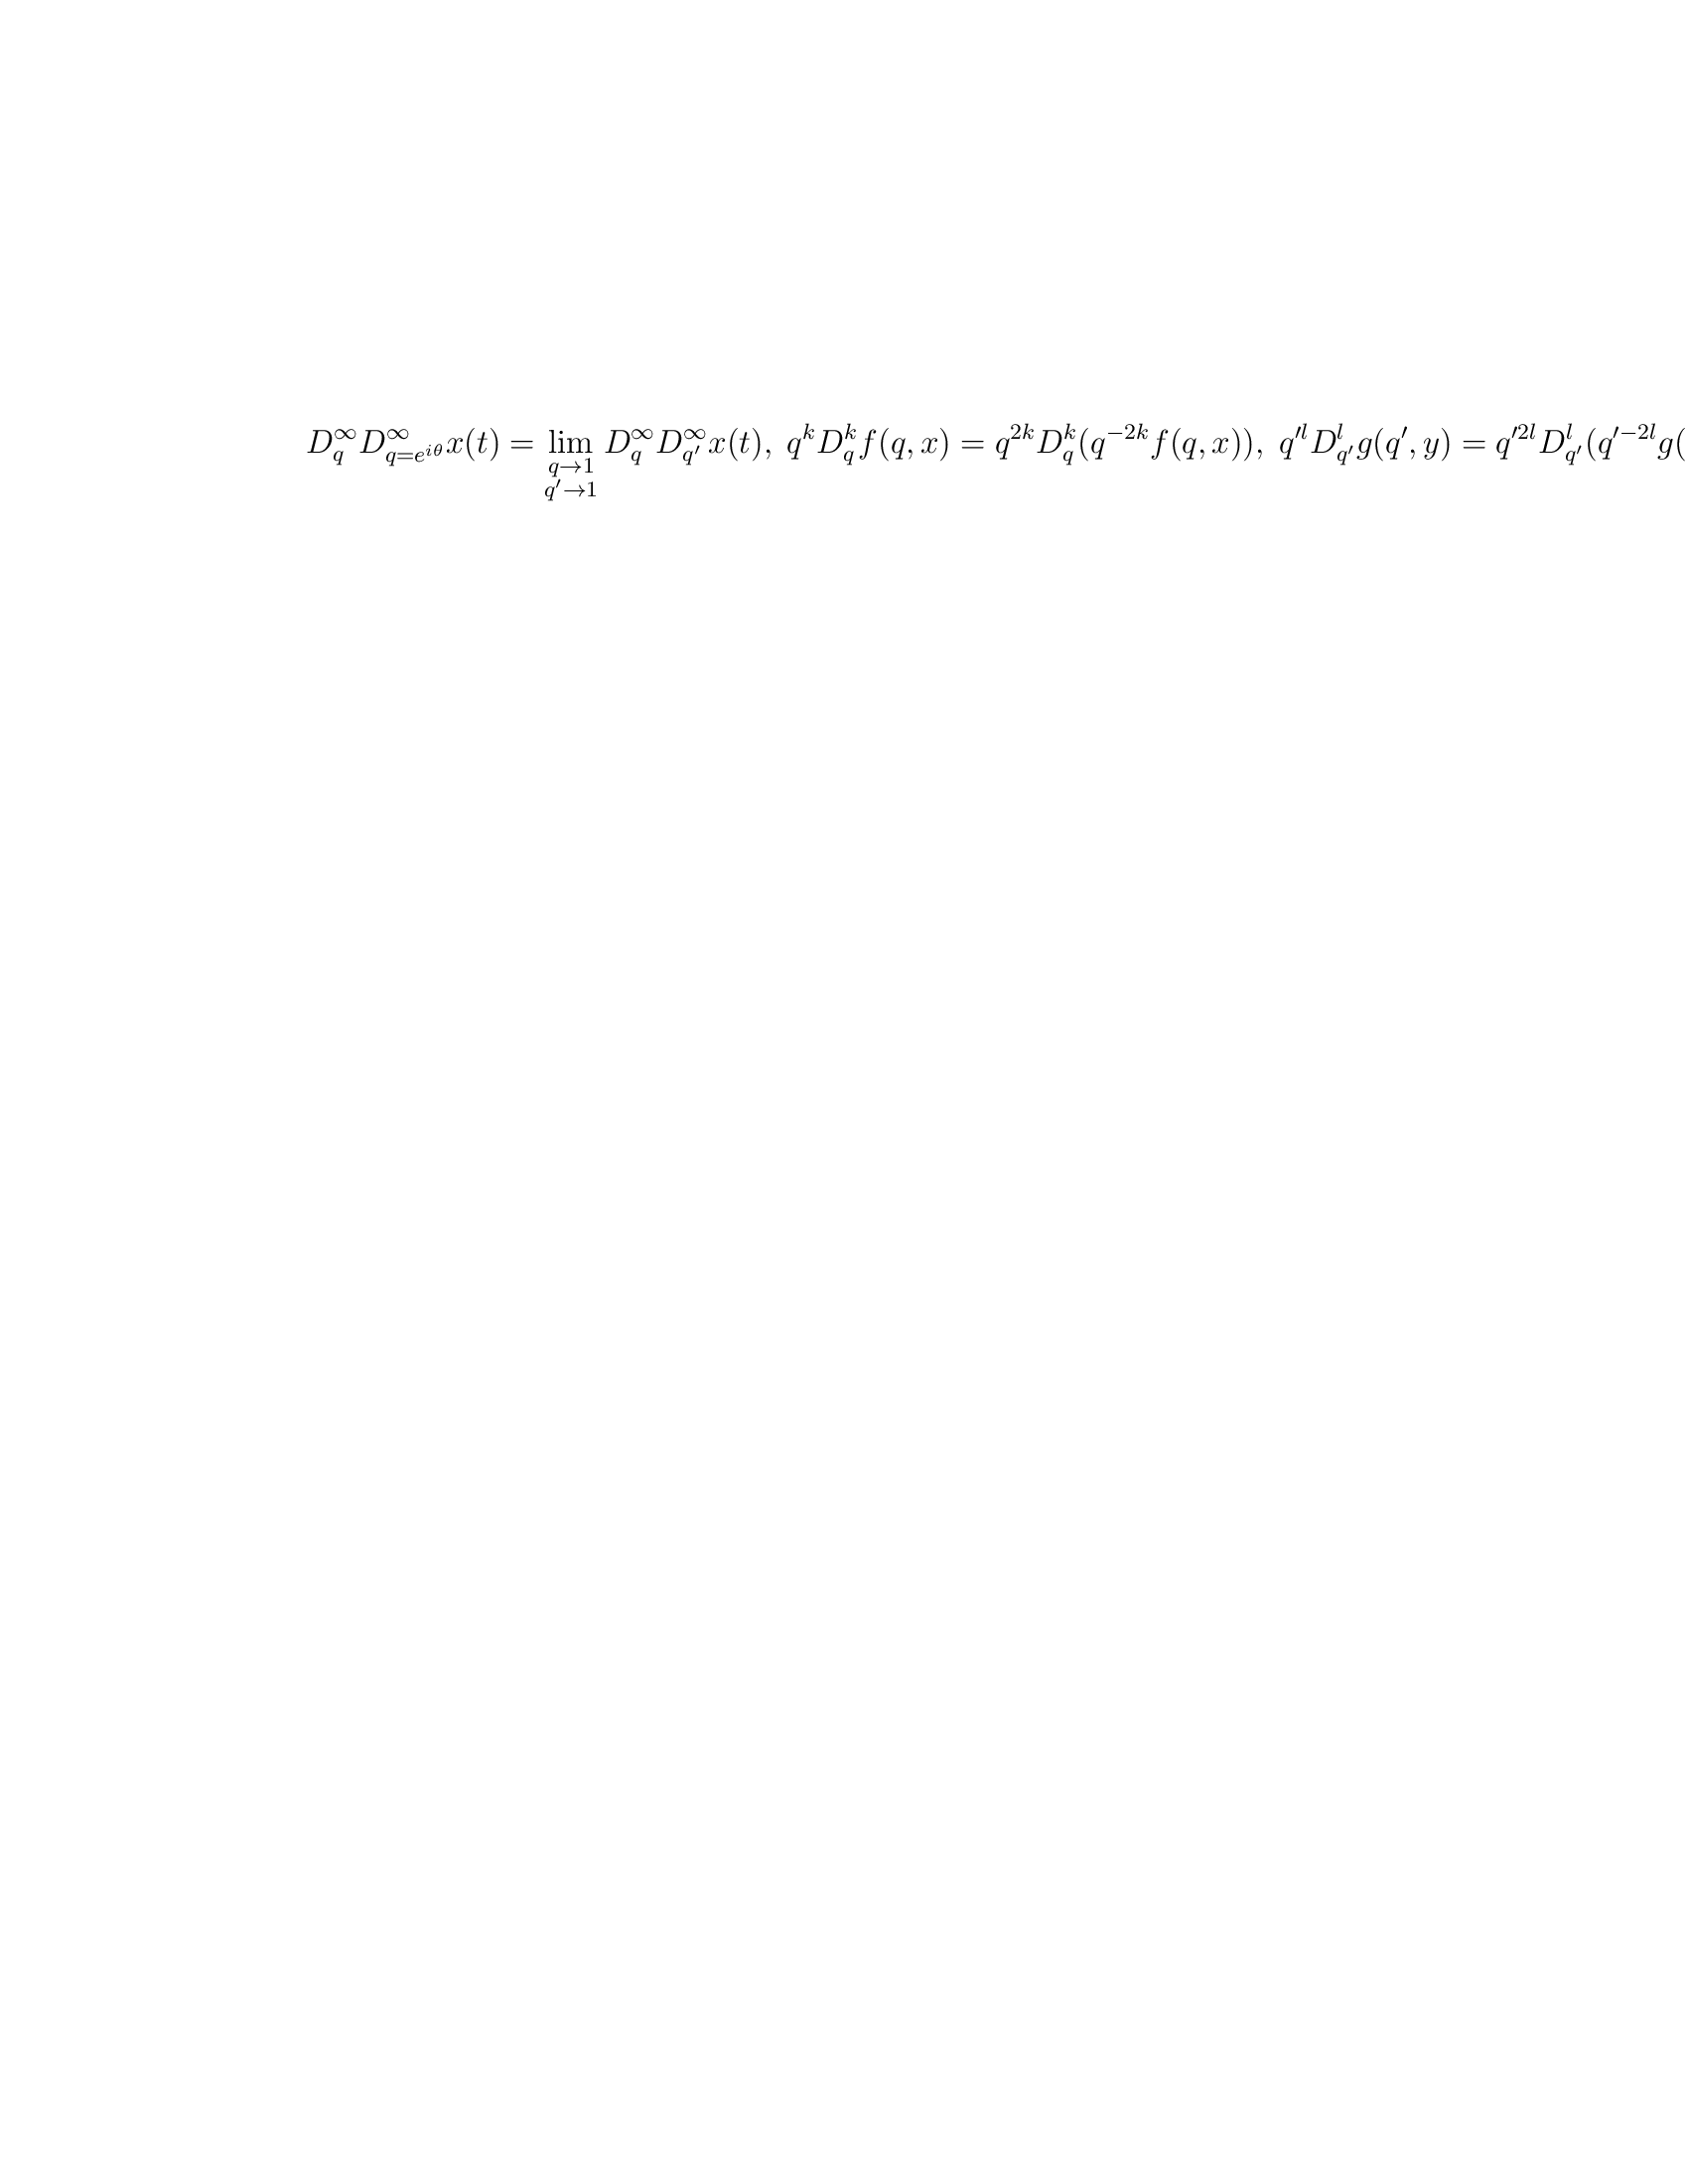 $D_q^\infty D_{q=e^{i\theta}}^\infty x(t) = \lim_{\substack{q \to 1 \\ q' \to 1}} D_q^\infty D_{q'}^\infty x(t),\ q^k D_q^k f(q, x) = q^{2k} D_q^k (q^{-2k} f(q, x)),\ q'^l D_{q'}^l g(q', y) = q'^{2l} D_{q'}^l (q'^{-2l} g($